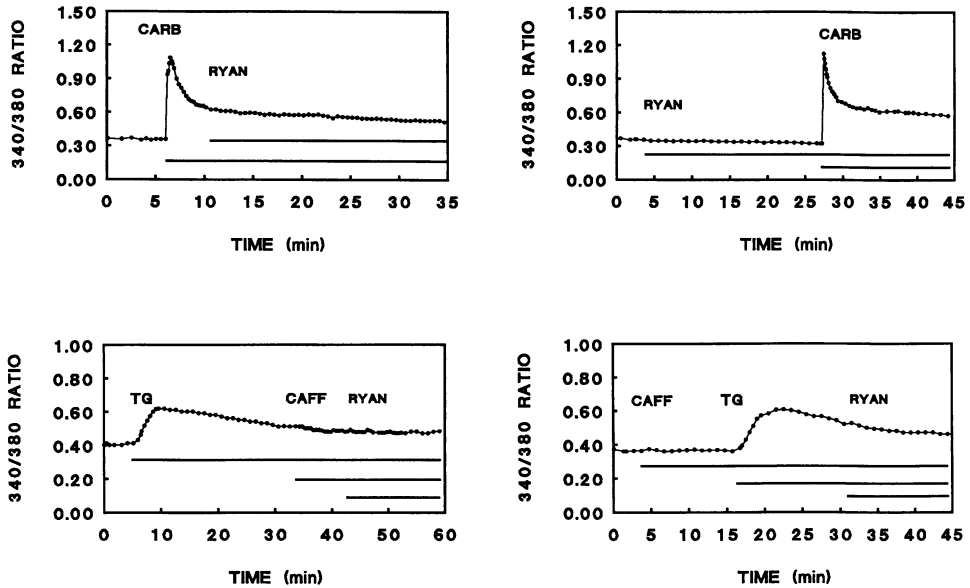 340/380 RATIO
1.50
1.20
0.90
0.60
0.30
0.00
CARB
RYAN
0 5 10 15 20 25 30 35
TIME (min)
340/380 RATIO
1.50
1.20
0.90
0.60
0.30
0.00
CARB
RYAN
0 5 10 15 20 25 30 35 40 45
TIME (min)
340/380 RATIO
1.00
0.80
0.60
0.40
0.20
0.00
TG CAFF RYAN
0 10 20 30 40 50 60
TIME (min)
340/380 RATIO
1.00
0.80
0.60
0.40
0.20
0.00
CAFF TG RYAN
0 5 10 15 20 25 30 35 40 45
TIME (min)